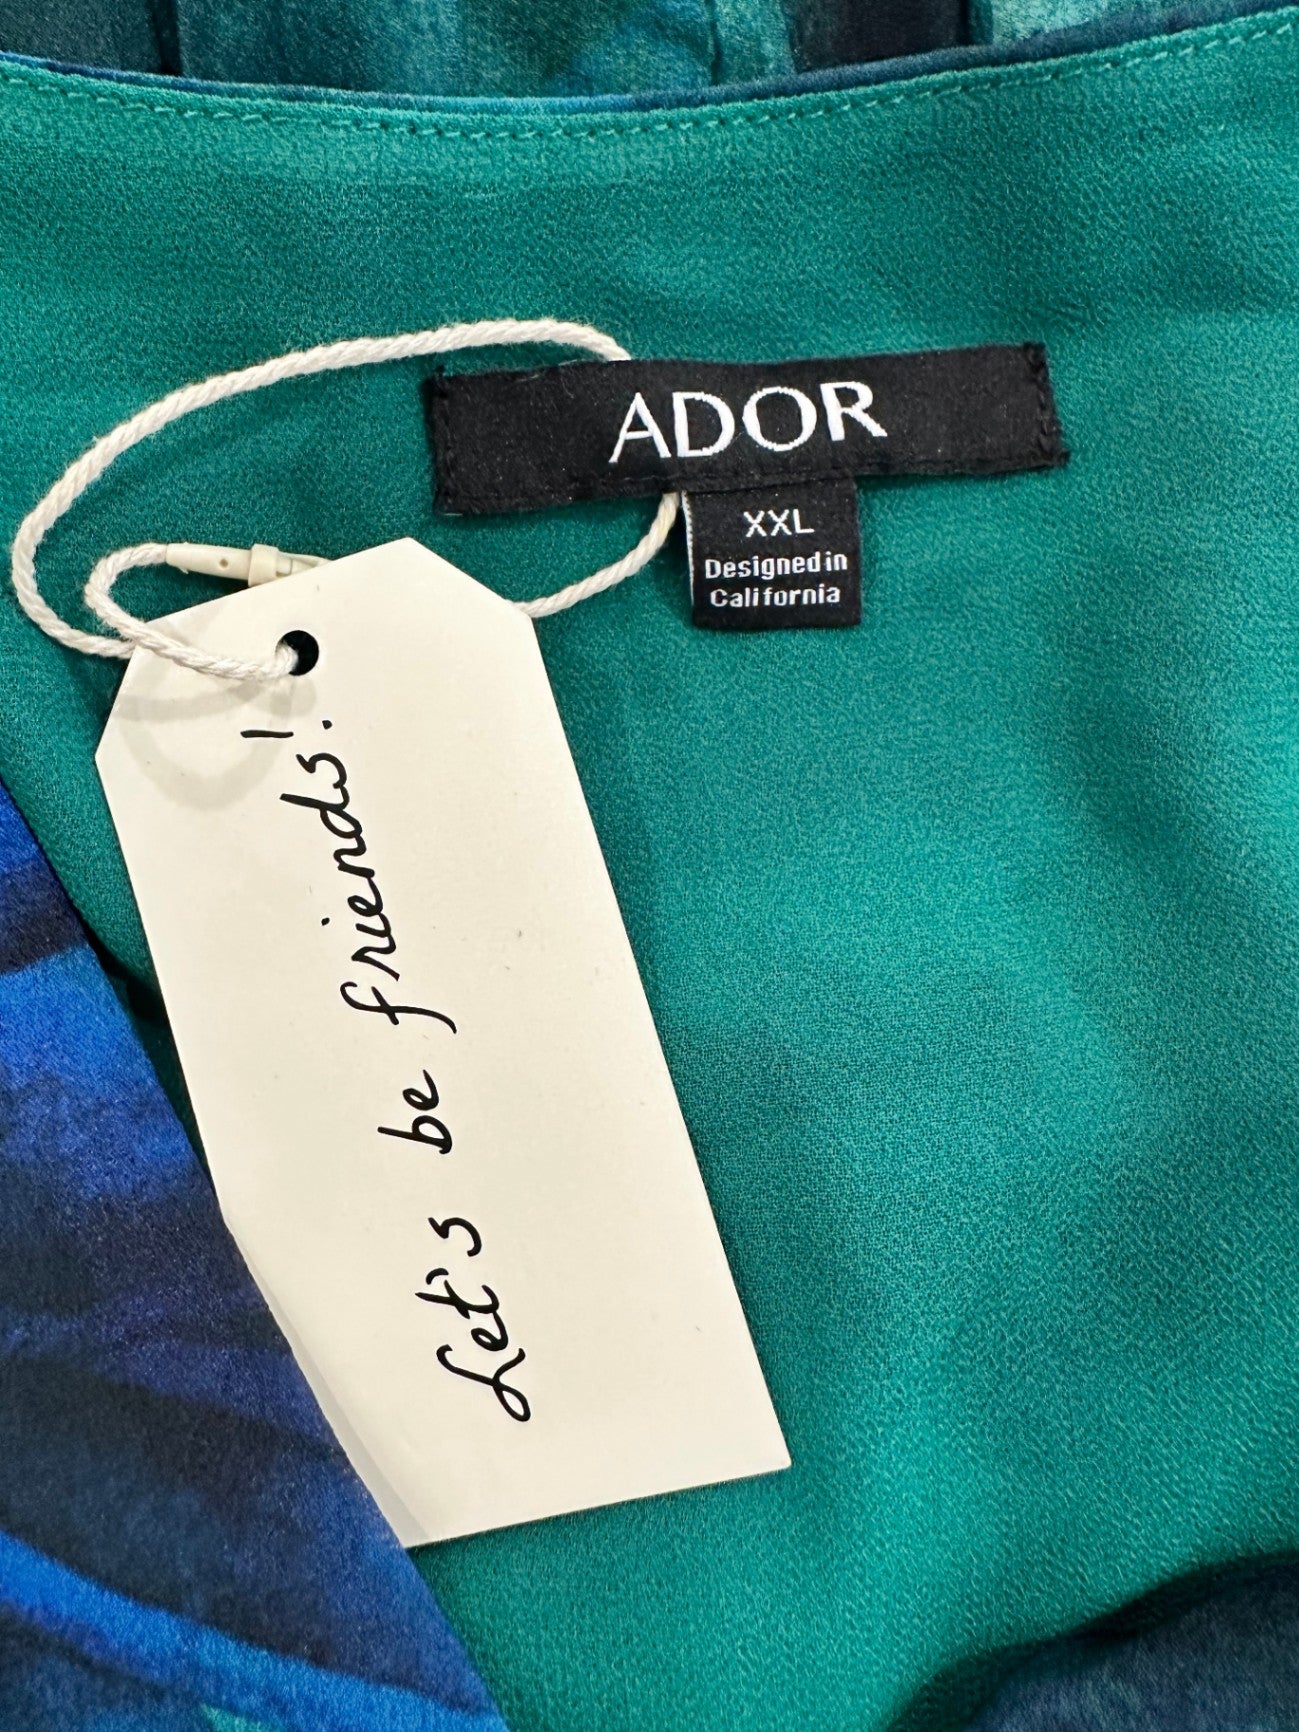 ADOR
XXL
Designed in
California
Let's be friends!